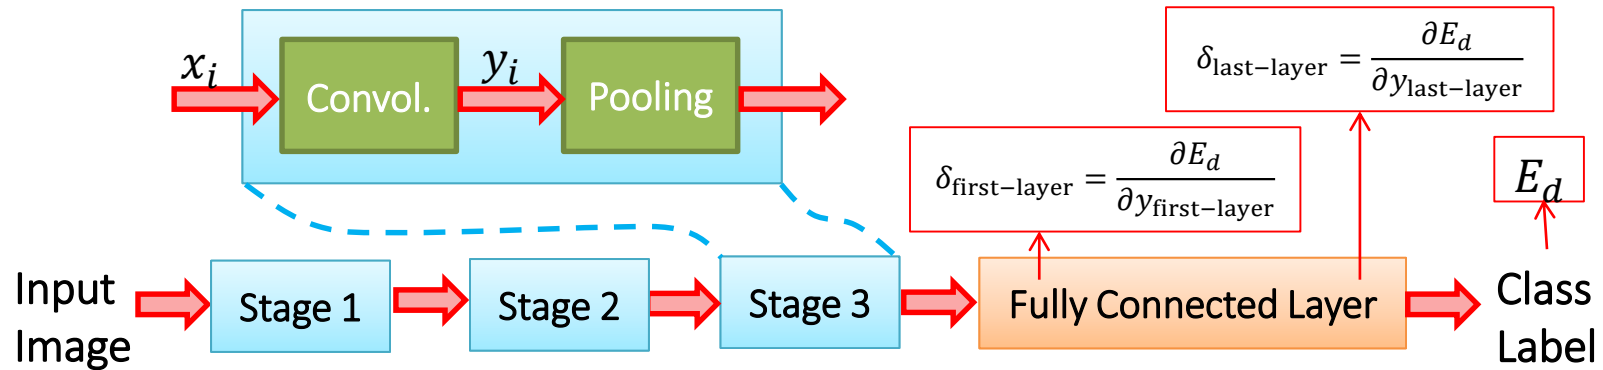 x_i
Convol.
y_i
Pooling
δ_last−layer = ∂E_d / ∂y_last−layer
δ_first−layer = ∂E_d / ∂y_first−layer
E_d
Input
Image
Stage 1
Stage 2
Stage 3
Fully Connected Layer
Class
Label